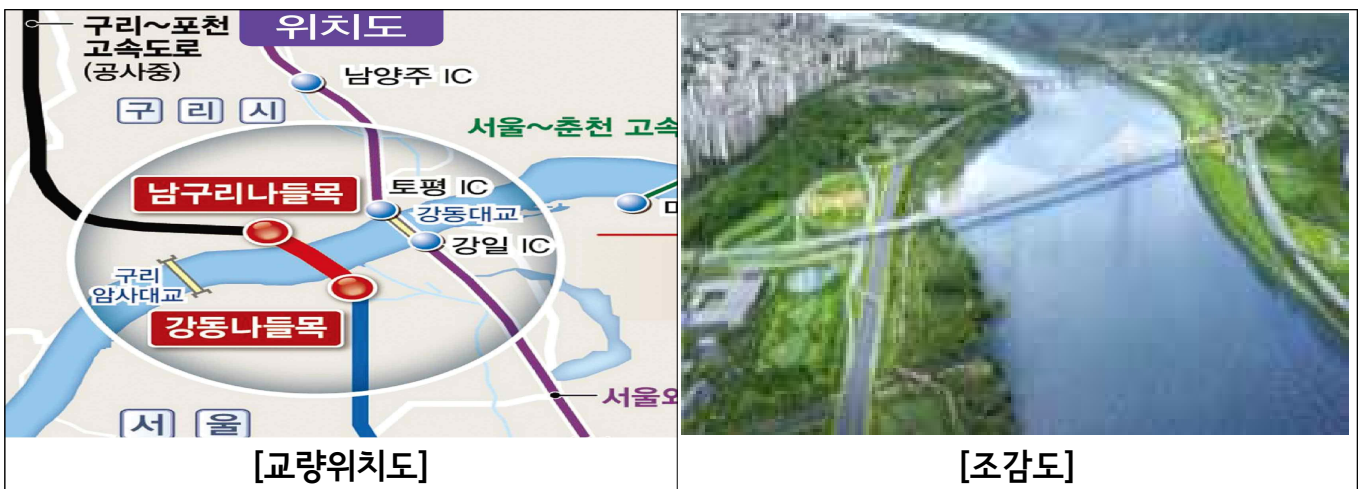 위치도
구리~포천
고속도로
(공사중)
남양주 IC
구 리 시
서울~춘천 고속
남구리나들목
토평 IC
강동대교
강일 IC
구리
암사대교
강동나들목
서울외
서 울
[교량위치도]
[조감도]